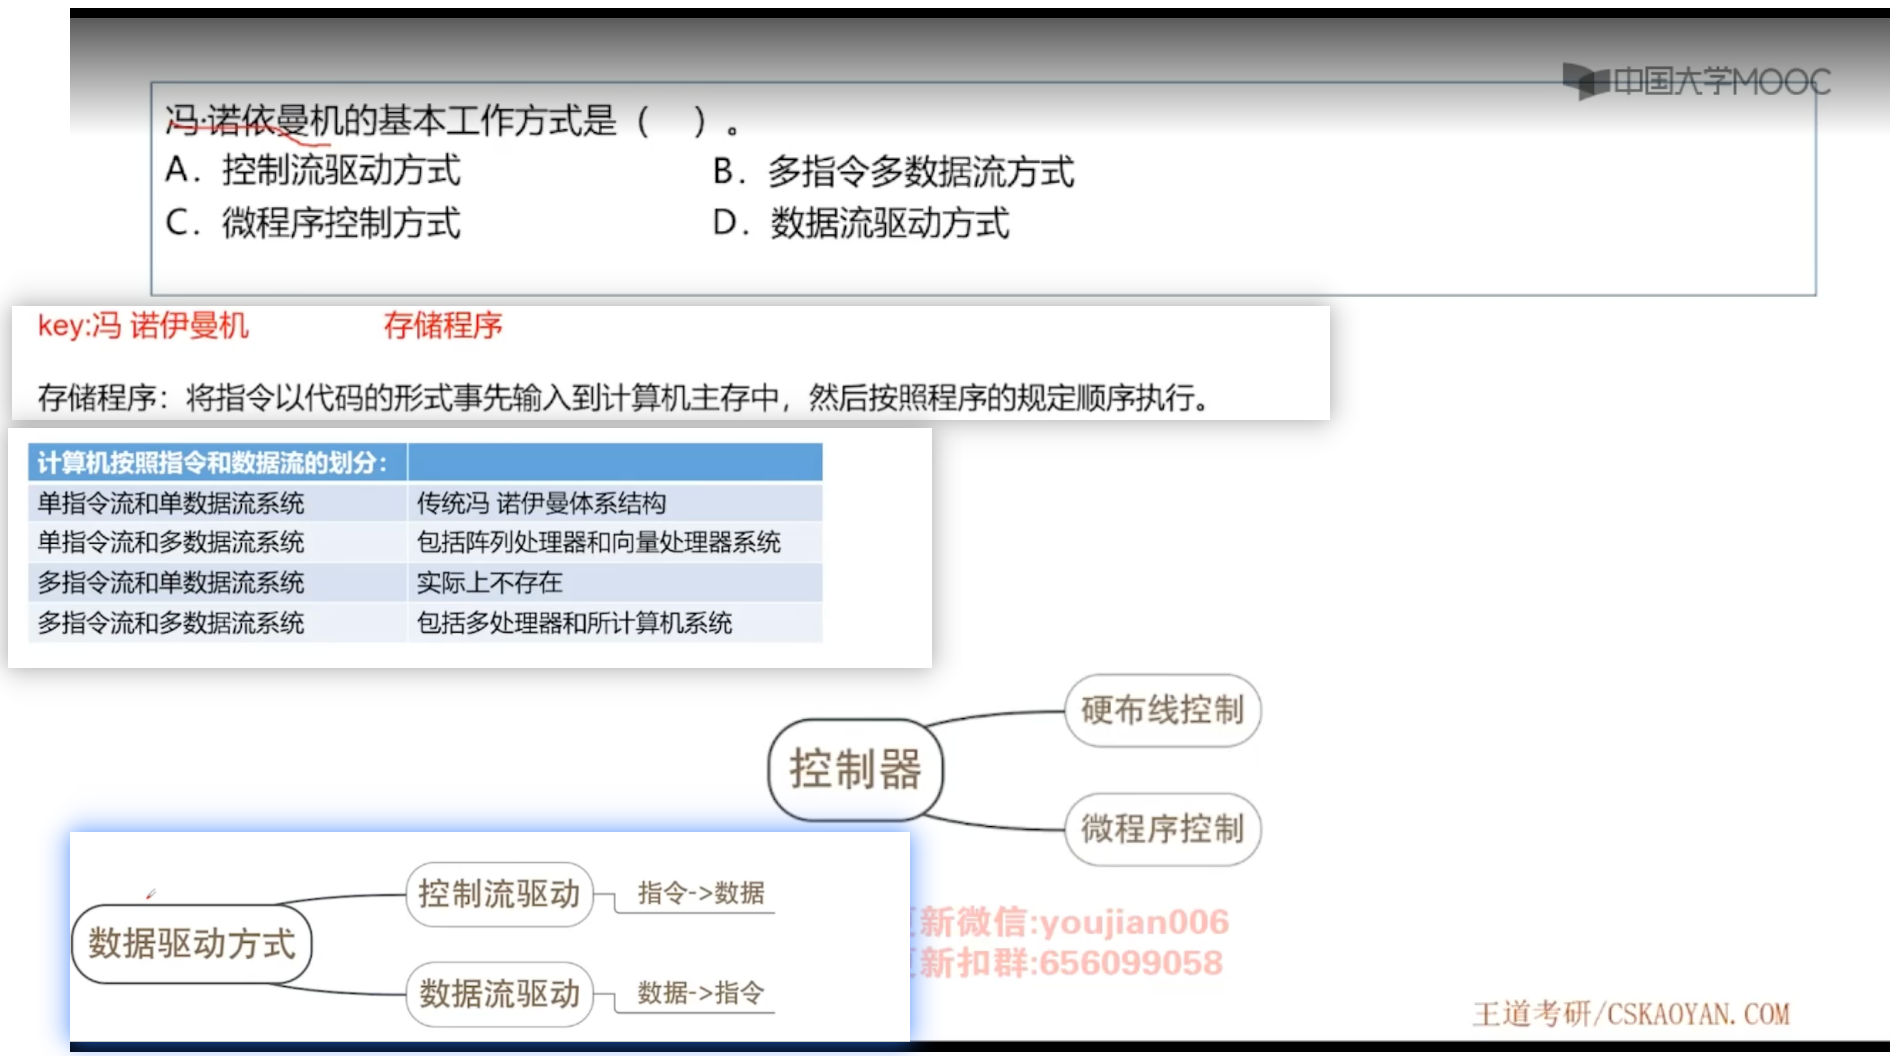 中国大学MOOC
冯·诺依曼机的基本工作方式是（ ）。
A. 控制流驱动方式 B. 多指令多数据流方式
C. 微程序控制方式 D. 数据流驱动方式
key:冯 诺伊曼机 存储程序
存储程序：将指令以代码的形式事先输入到计算机主存中，然后按照程序的规定顺序执行。
计算机按照指令和数据流的划分：
单指令流和单数据流系统 传统冯 诺伊曼体系结构
单指令流和多数据流系统 包括阵列处理器和向量处理器系统
多指令流和单数据流系统 实际上不存在
多指令流和多数据流系统 包括多处理器和所计算机系统
控制器
硬布线控制
微程序控制
数据驱动方式
控制流驱动 指令->数据
数据流驱动 数据->指令
新微信:youjian006
新扣群:656099058
王道考研/CSKAOYAN.COM